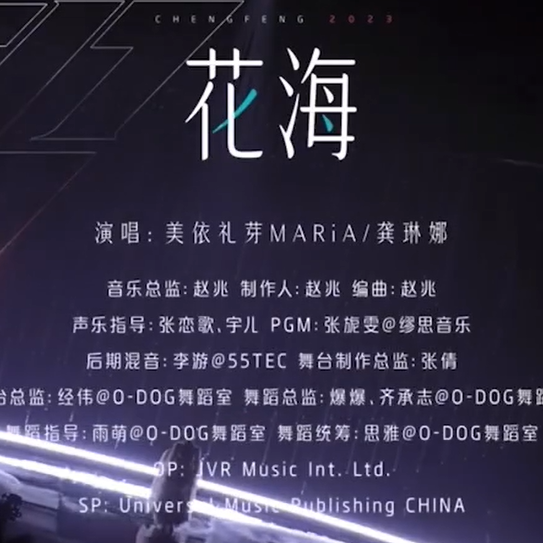 CHENGFENG 2023
花海
演唱: 美依礼芽MARiA/龚琳娜
音乐总监: 赵兆 制作人: 赵兆 编曲: 赵兆
声乐指导: 张恋歌、宇儿 PGM: 张旎雯@缪思音乐
后期混音: 李游@55TEC 舞台制作总监: 张倩
台总监: 经伟@O-DOG舞蹈室 舞蹈总监: 爆爆、齐承志@O-DOG舞蹈
舞蹈指导: 雨萌@O-DOG舞蹈室 舞蹈统筹: 思雅@O-DOG舞蹈室
OP: JVR Music Int. Ltd.
SP: Universal Music Publishing CHINA